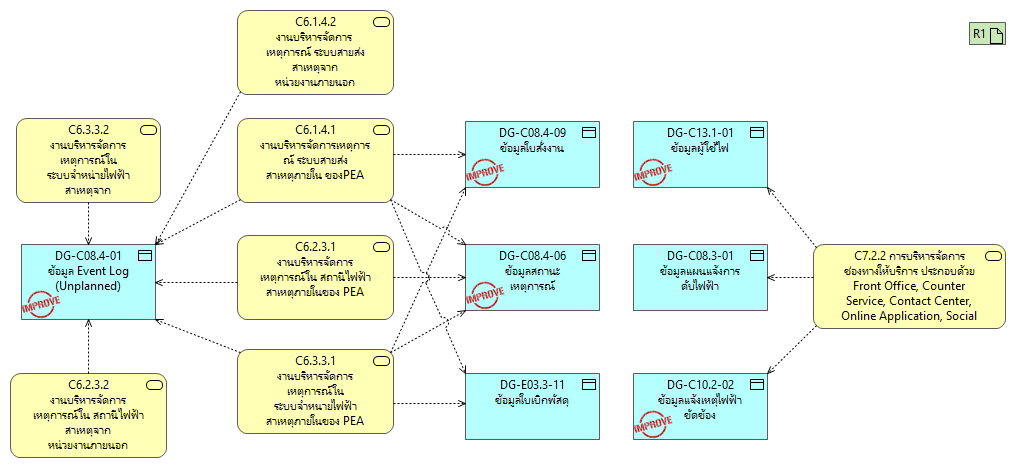 C6.1.4.2
งานบริหารจัดการ
เหตุการณ์ ระบบสายส่ง
สาเหตุจาก
หน่วยงานภายนอก
R1
C6.3.3.2
งานบริหารจัดการ
เหตุการณ์ใน
ระบบจำหน่ายไฟฟ้า
สาเหตุจาก
C6.1.4.1
งานบริหารจัดการเหตุการ
ณ์ ระบบสายส่ง
สาเหตุภายใน ของPEA
DG-C08.4-09
ข้อมูลใบสั่งงาน
IMPROVE
DG-C13.1-01
ข้อมูลผู้ใช้ไฟ
IMPROVE
DG-C08.4-01
ข้อมูล Event Log
(Unplanned)
IMPROVE
C6.2.3.1
งานบริหารจัดการ
เหตุการณ์ใน สถานีไฟฟ้า
สาเหตุภายในของ PEA
DG-C08.4-06
ข้อมูลสถานะ
เหตุการณ์
IMPROVE
DG-C08.3-01
ข้อมูลแผนแจ้งการ
ดับไฟฟ้า
C7.2.2 การบริหารจัดการ
ช่องทางให้บริการ ประกอบด้วย
Front Office, Counter
Service, Contact Center,
Online Application, Social
C6.2.3.2
งานบริหารจัดการ
เหตุการณ์ใน สถานีไฟฟ้า
สาเหตุจาก
หน่วยงานภายนอก
C6.3.3.1
งานบริหารจัดการ
เหตุการณ์ใน
ระบบจำหน่ายไฟฟ้า
สาเหตุภายในของ PEA
DG-E03.3-11
ข้อมูลใบเบิกพัสดุ
DG-C10.2-02
ข้อมูลแจ้งเหตุไฟฟ้า
ขัดข้อง
IMPROVE